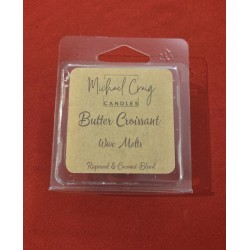 Michael Craig
CANDLES
Butter Croissant
Wax Melts
Rapeseed & Coconut Blend